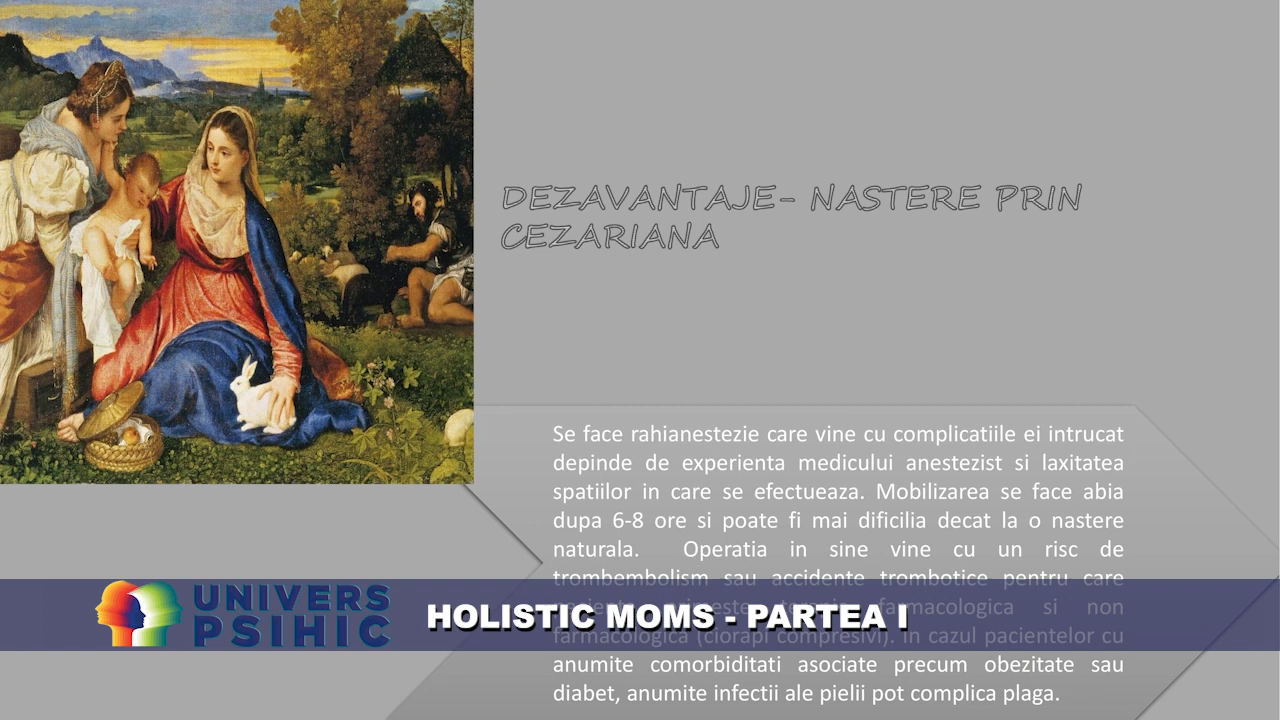 DEZAVANTAJE- NASTERE PRIN
CEZARIANA
Se face rahianestezie care vine cu complicatiile ei intrucat
depinde de experienta medicului anestezist si laxitatea
spatiilor in care se efectueaza. Mobilizarea se face abia
dupa 6-8 ore si poate fi mai dificilia decat la o nastere
naturala. Operatia in sine vine cu un risc de
trombembolism sau accidente trombotice pentru care
farmacologica si non
farmacologica (ciorapi compresivi). In cazul pacientelor cu
anumite comorbiditati asociate precum obezitate sau
diabet, anumite infectii ale pielii pot complica plaga.
UNIVERS
PSIHIC
HOLISTIC MOMS - PARTEA I